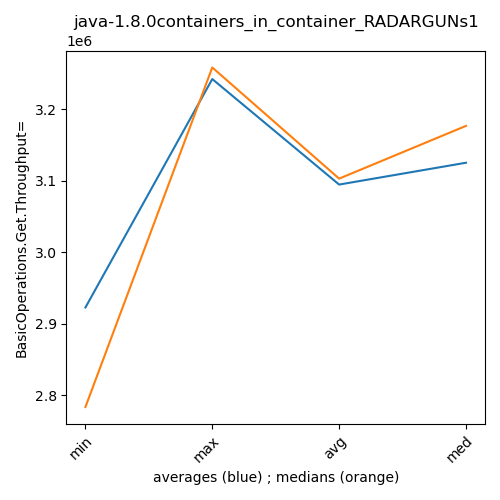 java-1.8.0containers_in_container_RADARGUNs1
1e6
3.2
3.1
3.0
2.9
2.8
BasicOperations.Get.Throughput=
min
max
avg
med
averages (blue) ; medians (orange)